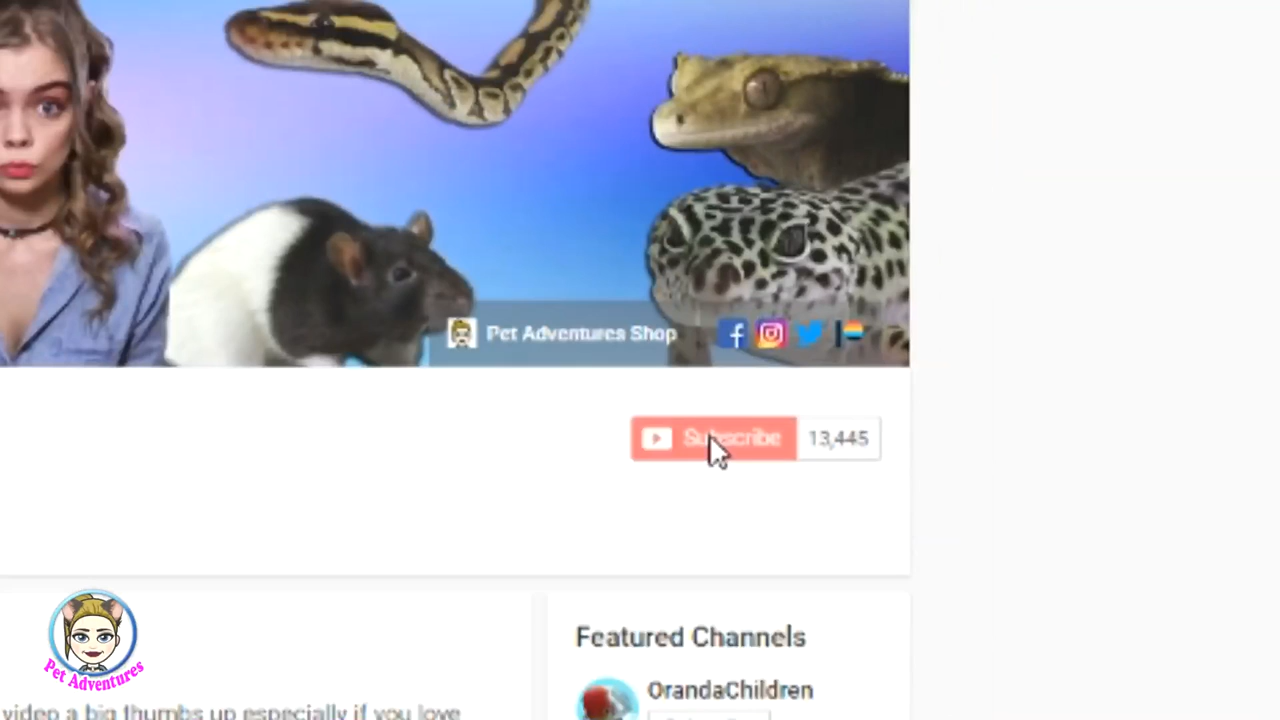 Pet Adventures Shop
Subscribe 13,445
Featured Channels
OrandaChildren
Pet Adventures
video a big thumbs up especially if you love